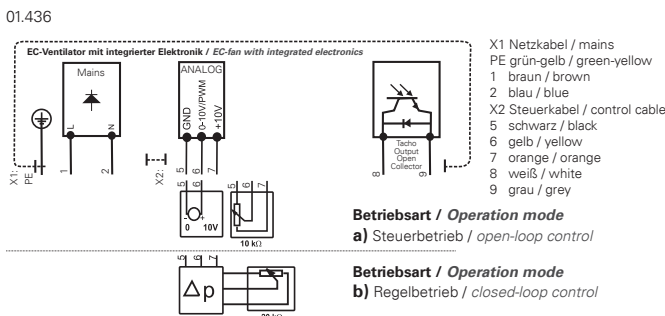 01.436
EC-Ventilator mit integrierter Elektronik / EC-fan with integrated electronics
Mains
L
N
ANALOG
GND
0-10V/PWM
+10V
Tacho
Output
Open
Collector
X1:
PE
1
2
X2:
5
6
7
8
9
5
6
7
- +
0 10V
5
6
7
10 kΩ
5
6
7
Δp
X1 Netzkabel / mains
PE grün-gelb / green-yellow
1 braun / brown
2 blau / blue
X2 Steuerkabel / control cable
5 schwarz / black
6 gelb / yellow
7 orange / orange
8 weiß / white
9 grau / grey
Betriebsart / Operation mode
a) Steuerbetrieb / open-loop control
Betriebsart / Operation mode
b) Regelbetrieb / closed-loop control